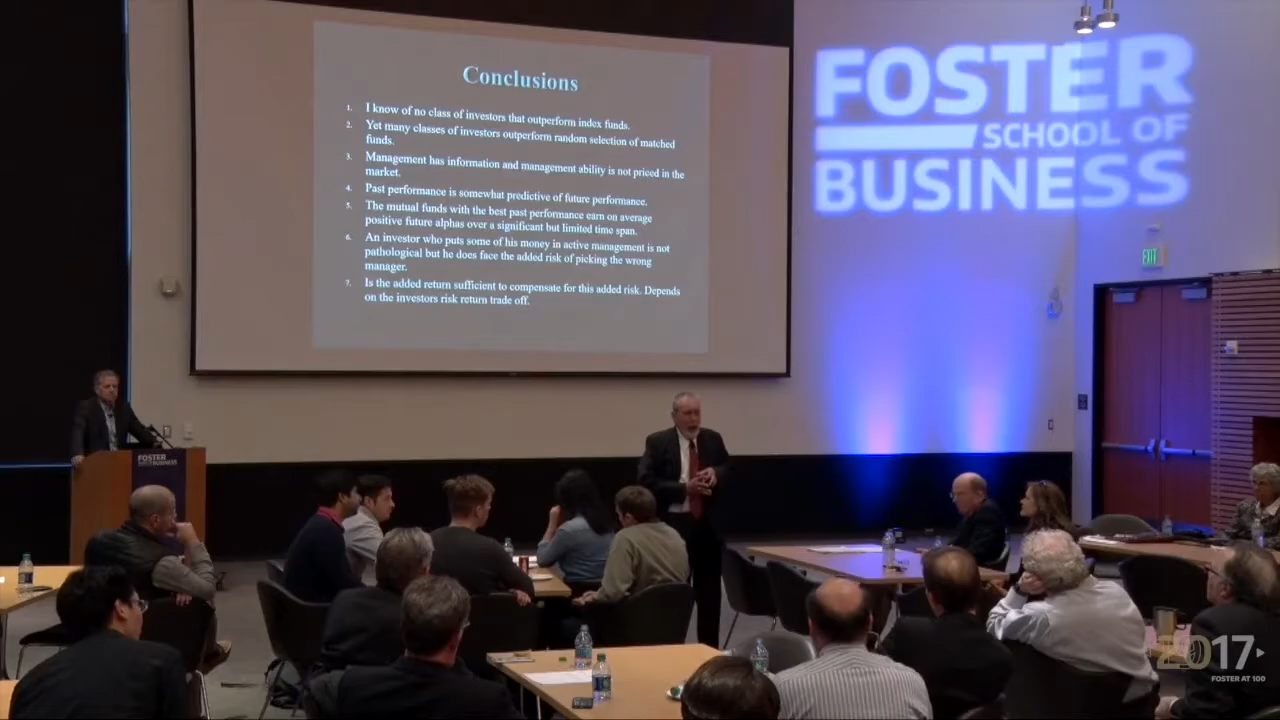 Conclusions
1. I know of no class of investors that outperform index funds.
2. Yet many classes of investors outperform random selection of matched
funds.
3. Management has information and management ability is not priced in the
market.
4. Past performance is somewhat predictive of future performance.
5. The mutual funds with the best past performance earn on average
positive future alphas over a significant but limited time span.
6. An investor who puts some of his money in active management is not
pathological but he does face the added risk of picking the wrong
manager.
7. Is the added return sufficient to compensate for this added risk. Depends
on the investors risk return trade off.
FOSTER
SCHOOL OF
BUSINESS
EXIT
FOSTER
BUSINESS
2017
FOSTER AT 100